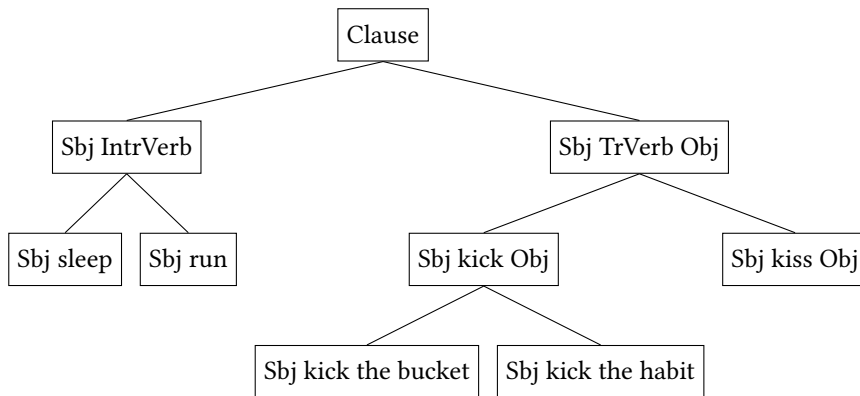 Clause
Sbj IntrVerb
Sbj TrVerb Obj
Sbj sleep
Sbj run
Sbj kick Obj
Sbj kiss Obj
Sbj kick the bucket
Sbj kick the habit